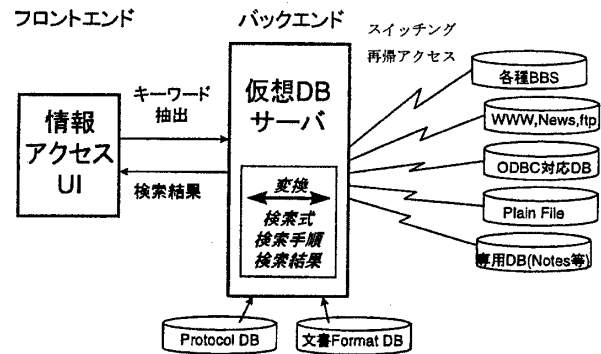 フロントエンド
バックエンド
スイッチング
再帰アクセス
情報
アクセス
UI
キーワード
抽出
検索結果
仮想DB
サーバ
変換
検索式
検索手順
検索結果
各種BBS
WWW,News,ftp
ODBC対応DB
Plain File
専用DB(Notes等)
Protocol DB
文書Format DB